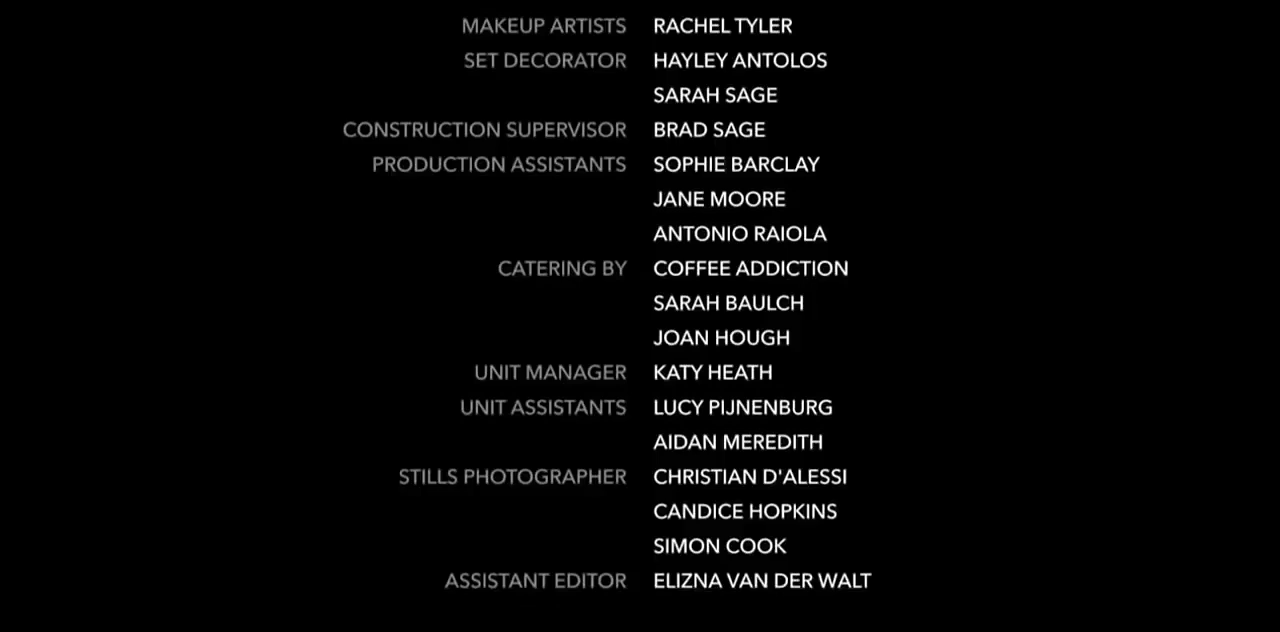 MAKEUP ARTISTS RACHEL TYLER
SET DECORATOR HAYLEY ANTOLOS
SARAH SAGE
CONSTRUCTION SUPERVISOR BRAD SAGE
PRODUCTION ASSISTANTS SOPHIE BARCLAY
JANE MOORE
ANTONIO RAIOLA
CATERING BY COFFEE ADDICTION
SARAH BAULCH
JOAN HOUGH
UNIT MANAGER KATY HEATH
UNIT ASSISTANTS LUCY PIJNENBURG
AIDAN MEREDITH
STILLS PHOTOGRAPHER CHRISTIAN D'ALESSI
CANDICE HOPKINS
SIMON COOK
ASSISTANT EDITOR ELIZNA VAN DER WALT